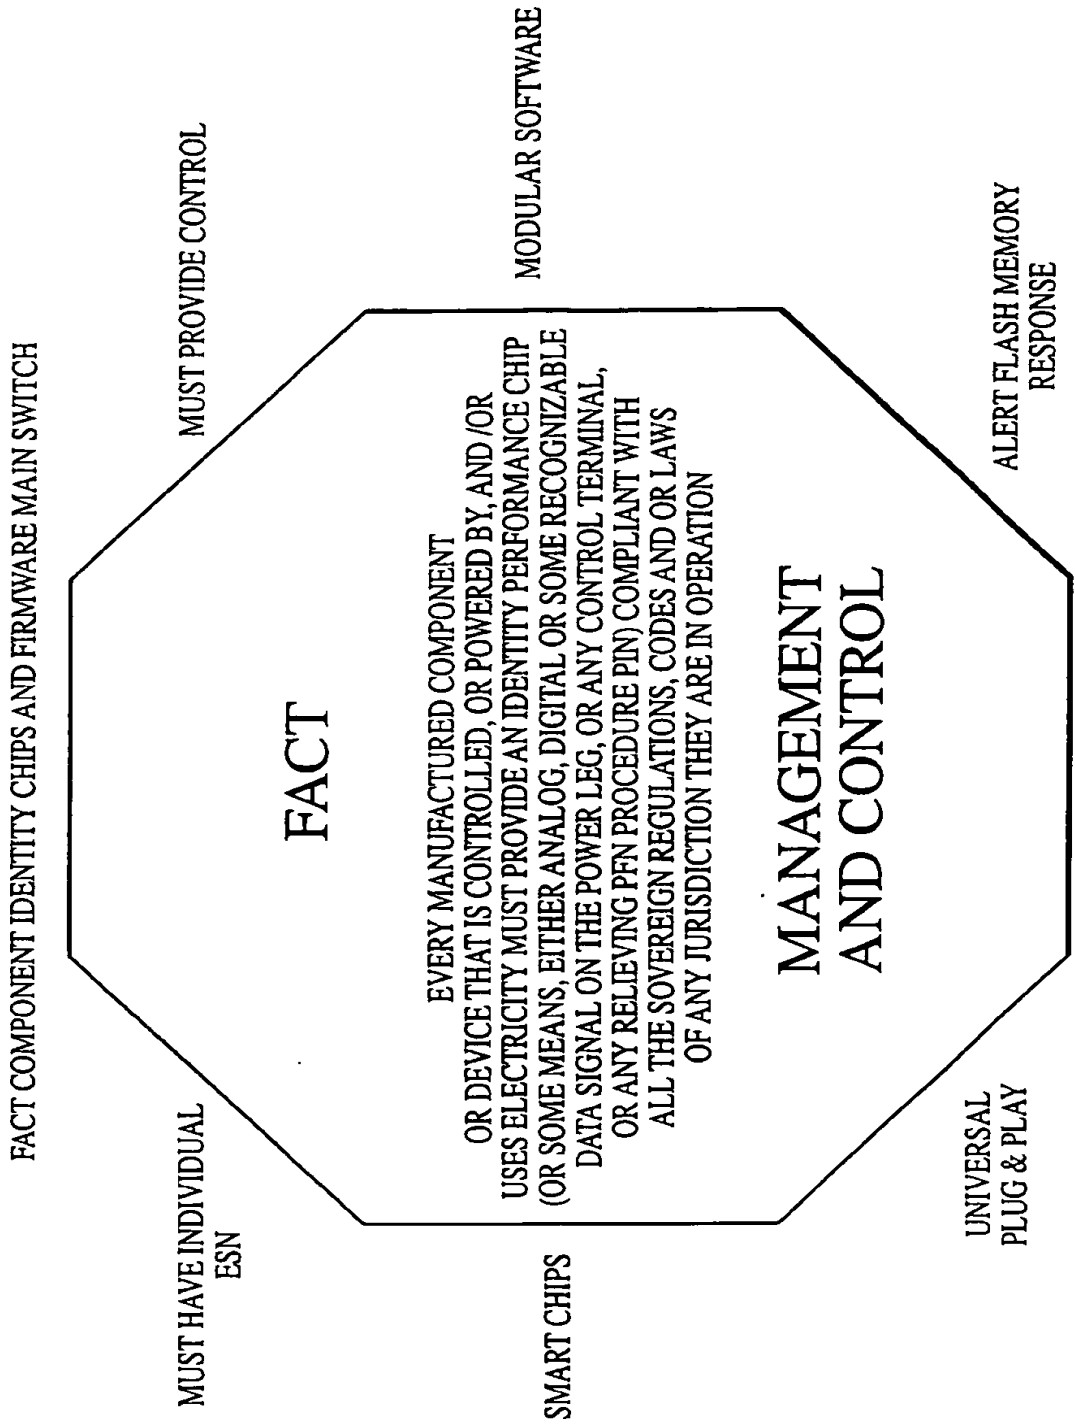 FACT COMPONENT IDENTITY CHIPS AND FIRMWARE MAIN SWITCH
MUST HAVE INDIVIDUAL
ESN
MUST PROVIDE CONTROL
FACT
EVERY MANUFACTURED COMPONENT
OR DEVICE THAT IS CONTROLLED, OR POWERED BY, AND /OR
USES ELECTRICITY MUST PROVIDE AN IDENTITY PERFORMANCE CHIP
(OR SOME MEANS, EITHER ANALOG, DIGITAL OR SOME RECOGNIZABLE
DATA SIGNAL ON THE POWER LEG, OR ANY CONTROL TERMINAL,
OR ANY RELIEVING PFN PROCEDURE PIN) COMPLIANT WITH
ALL THE SOVEREIGN REGULATIONS, CODES AND OR LAWS
OF ANY JURISDICTION THEY ARE IN OPERATION
SMART CHIPS
MODULAR SOFTWARE
MANAGEMENT
AND CONTROL
UNIVERSAL
PLUG & PLAY
ALERT FLASH MEMORY
RESPONSE